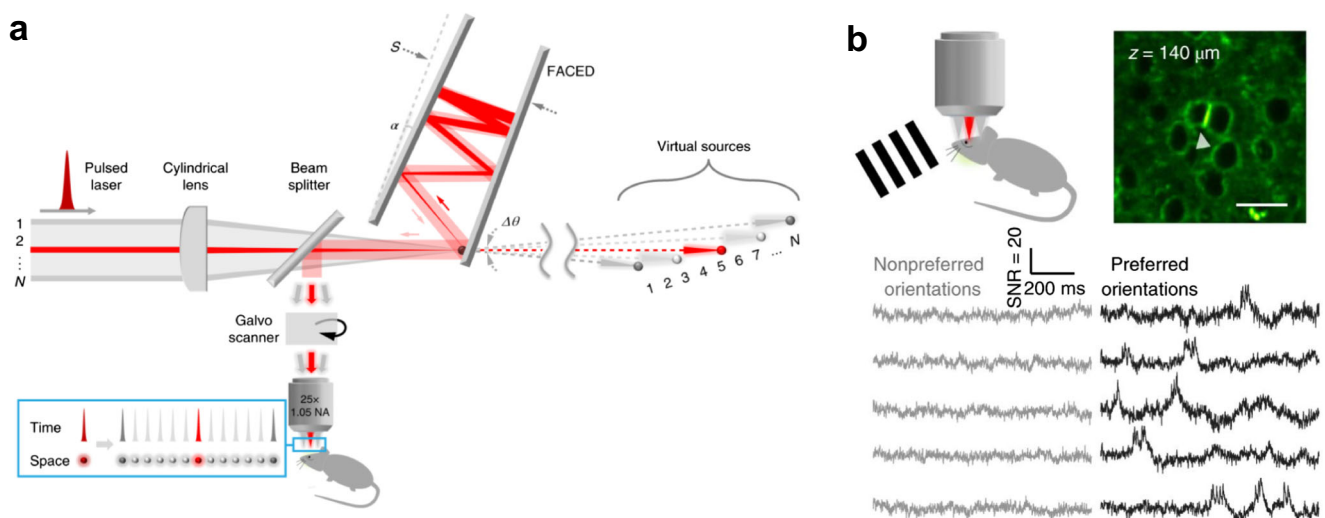 a
S
FACED
α
Virtual sources
Pulsed
laser
Cylindrical
lens
Beam
splitter
Δθ
1
2
⋮
N
1 2 3 4 5 6 7 ... N
Galvo
scanner
25×
1.05 NA
Time
Space
b
z = 140 μm
Nonpreferred
orientations
SNR = 20
200 ms
Preferred
orientations